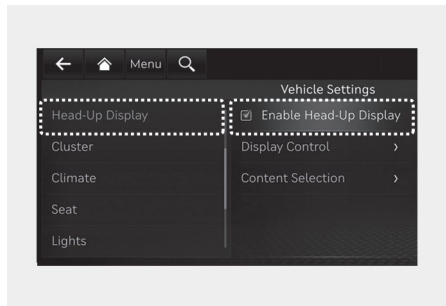 Menu
Vehicle Settings
Head-Up Display
Enable Head-Up Display
Cluster
Display Control
Climate
Content Selection
Seat
Lights